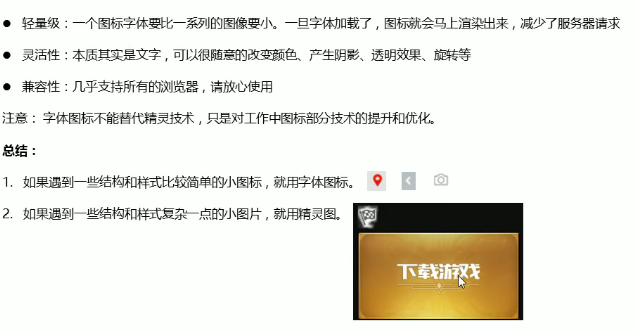 ● 轻量级：一个图标字体要比一系列的图像要小。一旦字体加载了，图标就会马上渲染出来，减少了服务器请求
● 灵活性：本质其实是文字，可以很随意的改变颜色、产生阴影、透明效果、旋转等
● 兼容性：几乎支持所有的浏览器，请放心使用
注意： 字体图标不能替代精灵技术，只是对工作中图标部分技术的提升和优化。
总结：
1. 如果遇到一些结构和样式比较简单的小图标，就用字体图标。
2. 如果遇到一些结构和样式复杂一点的小图片，就用精灵图。
下载游戏